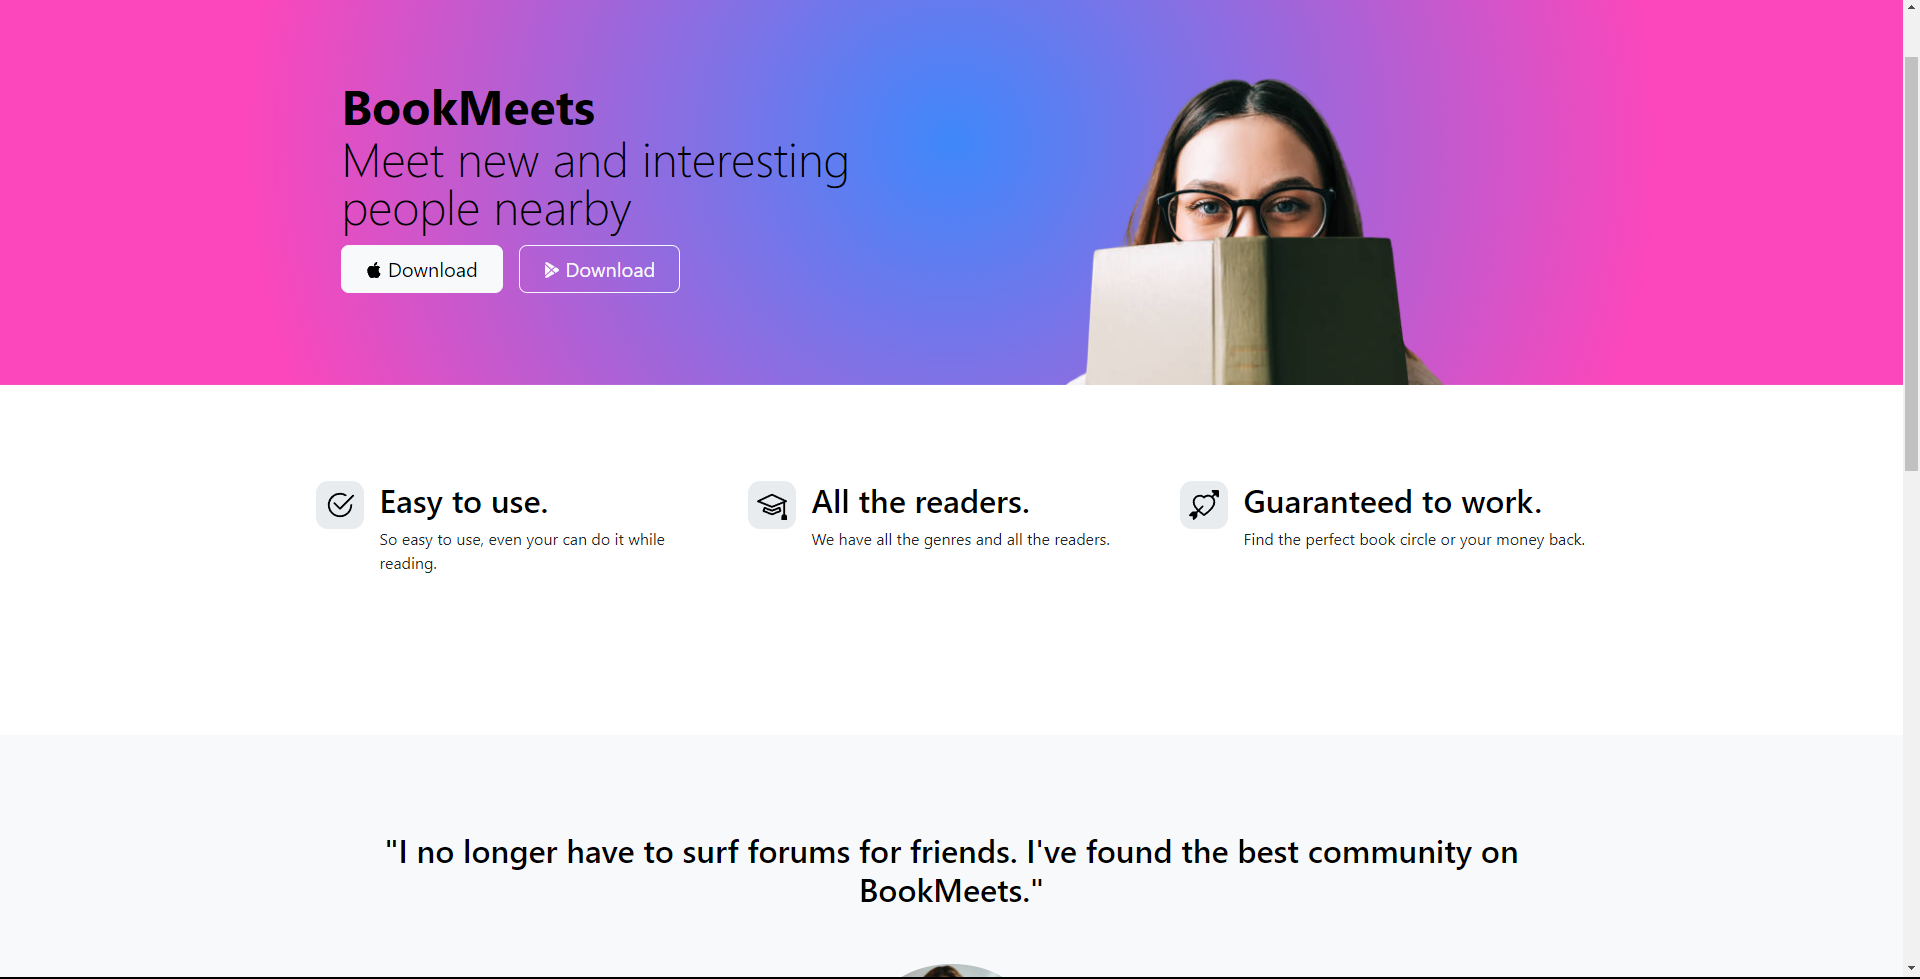 BookMeets
Meet new and interesting
people nearby
Download
Download
Easy to use.
So easy to use, even your can do it while
reading.
All the readers.
We have all the genres and all the readers.
Guaranteed to work.
Find the perfect book circle or your money back.
"I no longer have to surf forums for friends. I've found the best community on
BookMeets."